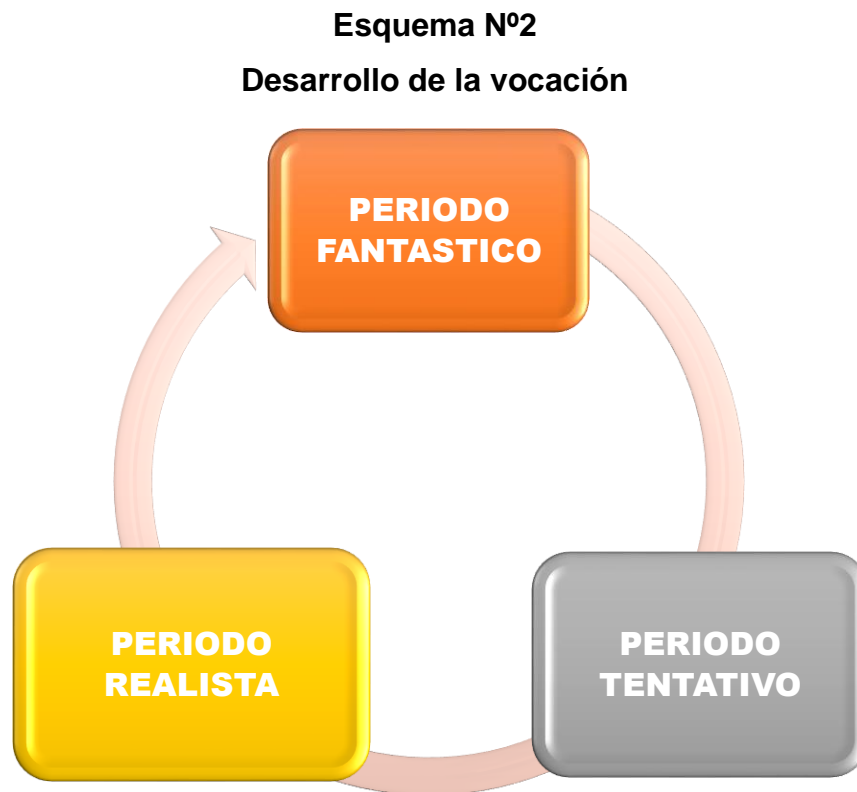 Esquema Nº2
Desarrollo de la vocación
PERIODO
FANTASTICO
PERIODO
TENTATIVO
PERIODO
REALISTA